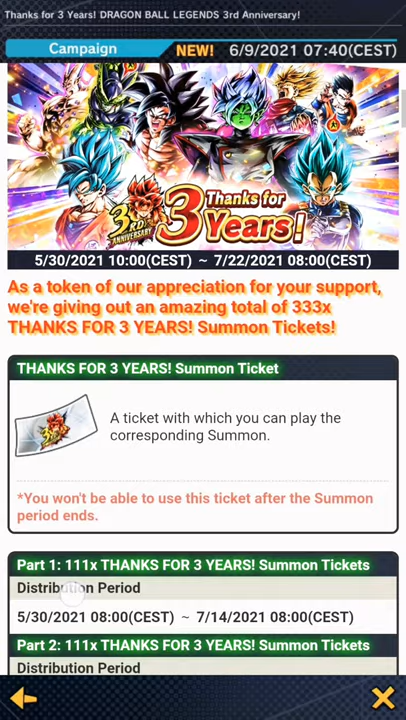 Thanks for 3 Years! DRAGON BALL LEGENDS 3rd Anniversary!
Campaign NEW! 6/9/2021 07:40(CEST)
3RD ANNIVERSARY
3 Thanks for Years!
5/30/2021 10:00(CEST) ~ 7/22/2021 08:00(CEST)
As a token of our appreciation for your support,
we're giving out an amazing total of 333x
THANKS FOR 3 YEARS! Summon Tickets!
THANKS FOR 3 YEARS! Summon Ticket
A ticket with which you can play the
corresponding Summon.
*You won't be able to use this ticket after the Summon
period ends.
Part 1: 111x THANKS FOR 3 YEARS! Summon Tickets
Distribution Period
5/30/2021 08:00(CEST) ~ 7/14/2021 08:00(CEST)
Part 2: 111x THANKS FOR 3 YEARS! Summon Tickets
Distribution Period